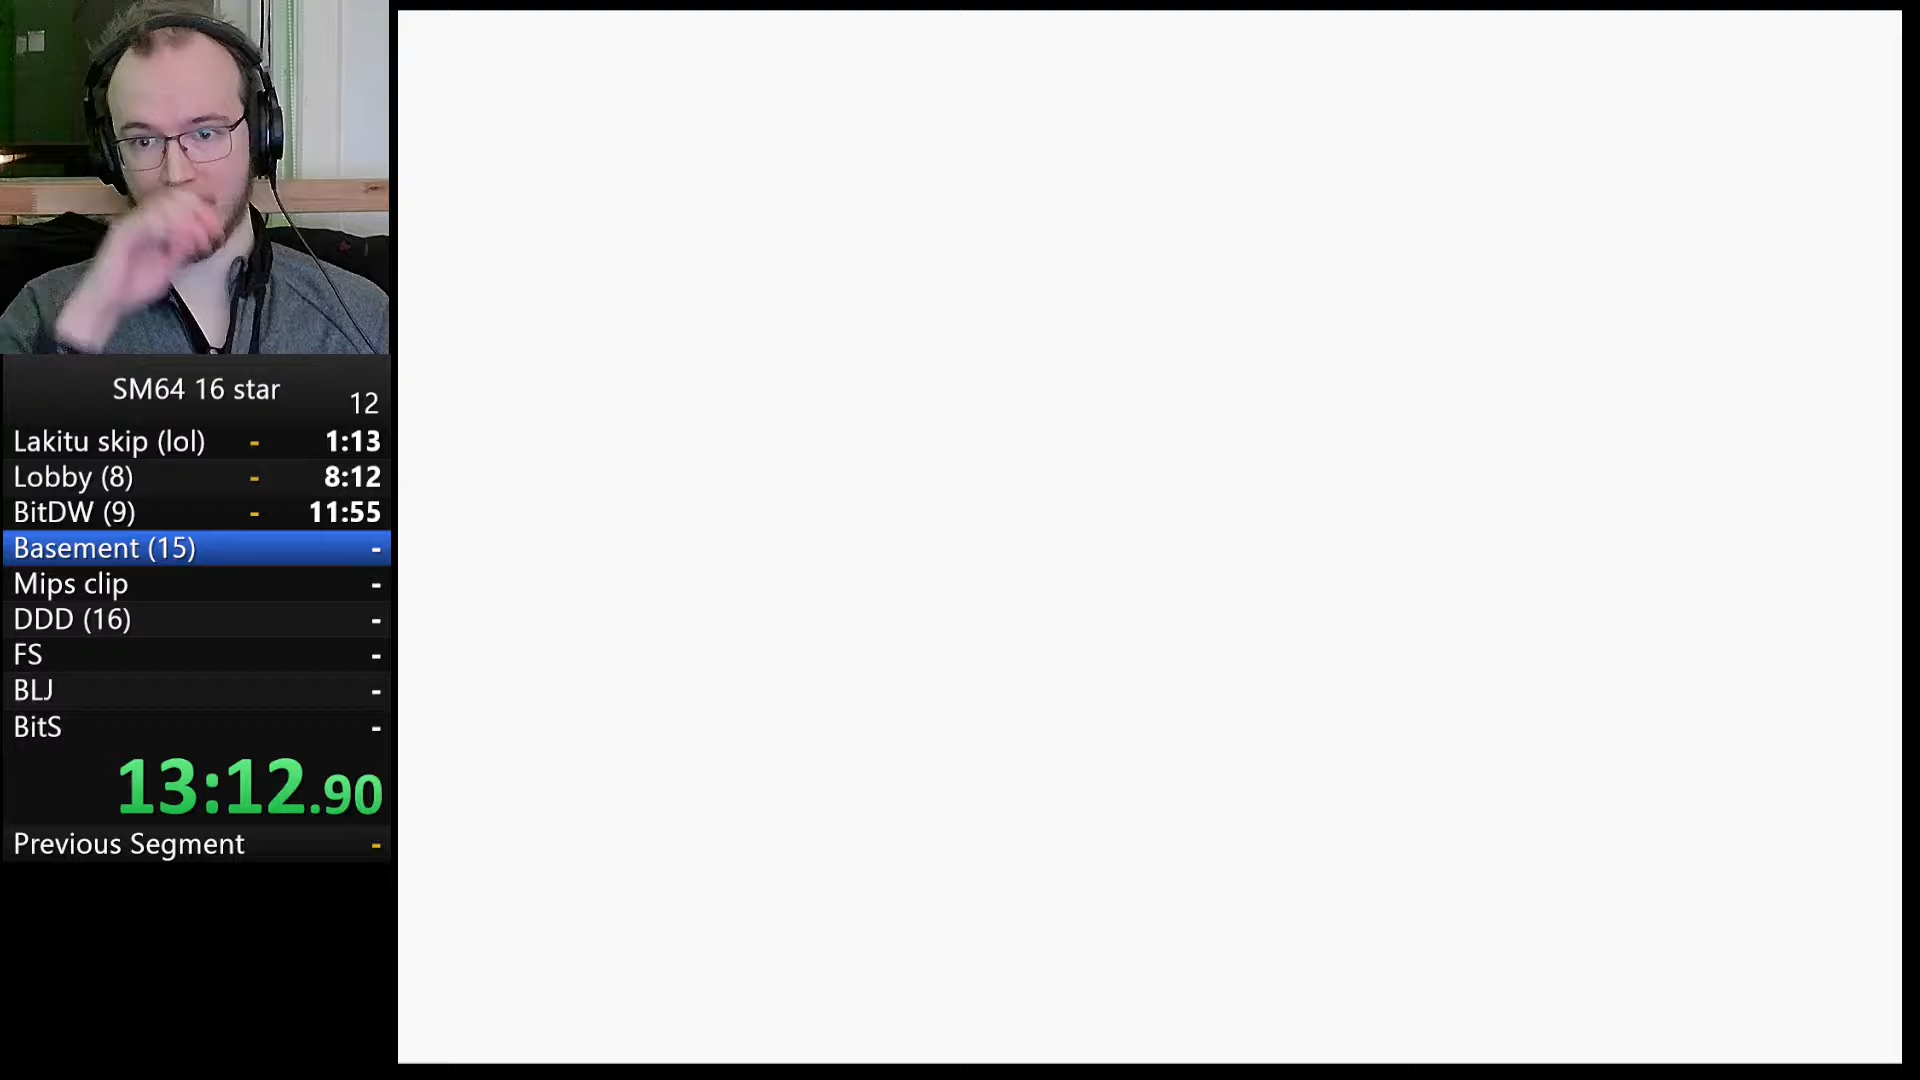 SM64 16 star
12
Lakitu skip (lol) - 1:13
Lobby (8) - 8:12
BitDW (9) - 11:55
Basement (15) -
Mips clip -
DDD (16) -
FS -
BLJ -
BitS -
13:12.90
Previous Segment -